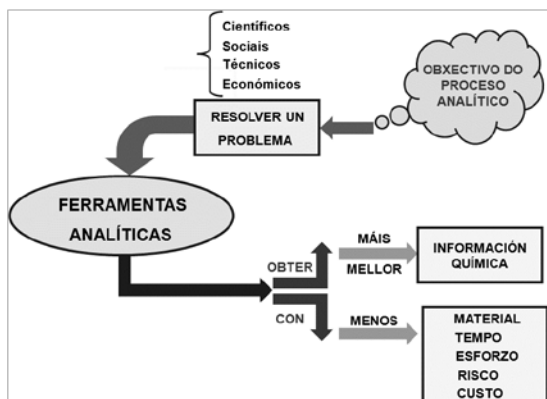 Científicos
Sociais
Técnicos
Económicos
OBXECTIVO DO
PROCESO
ANALÍTICO
RESOLVER UN
PROBLEMA
FERRAMENTAS
ANALÍTICAS
OBTER
MÁIS
MELLOR
INFORMACIÓN
QUÍMICA
CON
MENOS
MATERIAL
TEMPO
ESFORZO
RISCO
CUSTO